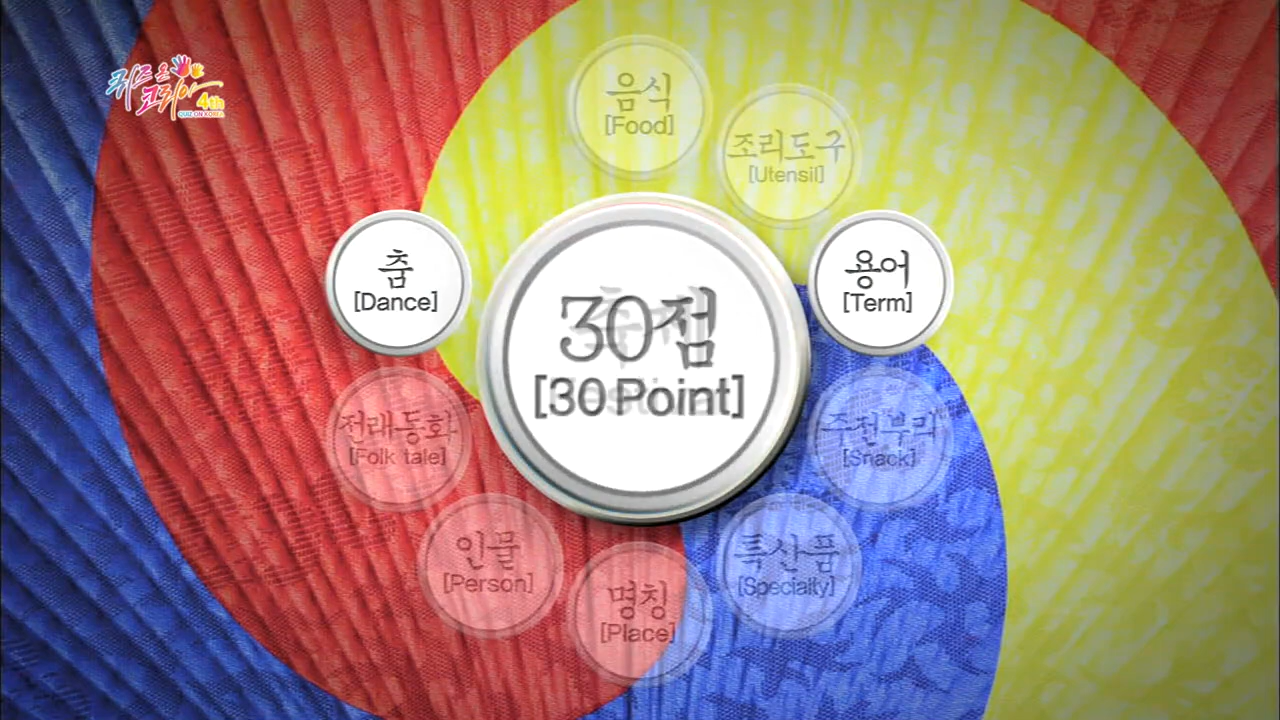 퀴즈 온
코리아
4th
QUIZ ON KOREA
음식
[Food]
조리도구
[Utensil]
춤
[Dance]
용어
[Term]
30점
[30 Point]
전래동화
[Folk tale]
주전부리
[Snack]
인물
[Person]
특산품
[Specialty]
명칭
[Place]